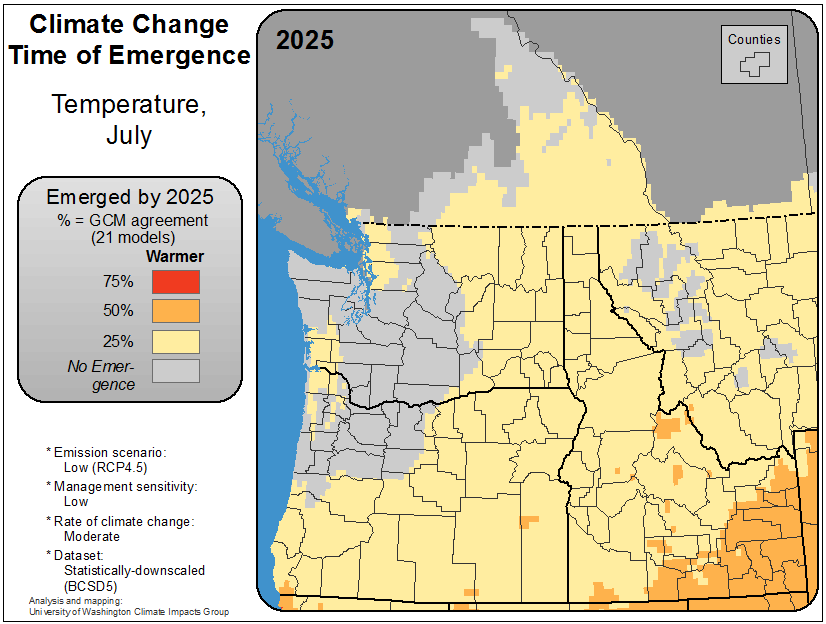 Climate Change
Time of Emergence
Temperature,
July
Emerged by 2025
% = GCM agreement
(21 models)
Warmer
75%
50%
25%
No Emer-
gence
* Emission scenario:
Low (RCP4.5)
* Management sensitivity:
Low
* Rate of climate change:
Moderate
* Dataset:
Statistically-downscaled
(BCSD5)
Analysis and mapping:
University of Washington Climate Impacts Group
2025
Counties